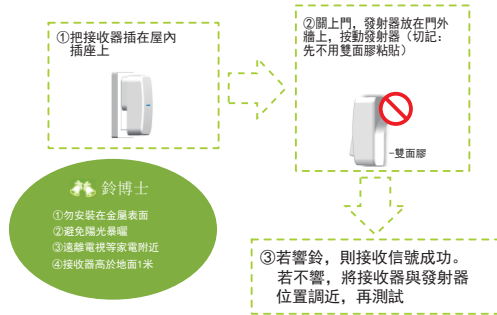 ①把接收器插在屋內
插座上
②關上門，發射器放在門外
牆上，按動發射器（切記：
先不用雙面膠粘貼）
-雙面膠
鈴博士
①勿安裝在金屬表面
②避免陽光暴曬
③遠離電視等家電附近
④接收器高於地面1米
③若響鈴，則接收信號成功。
若不響，將接收器與發射器
位置調近，再測試